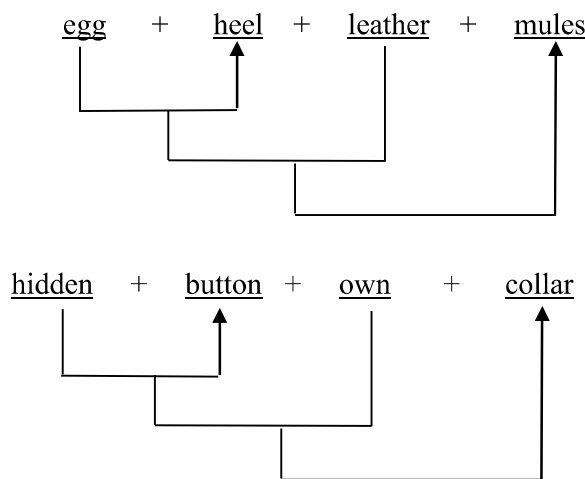 egg + heel + leather + mules
hidden + button + own + collar